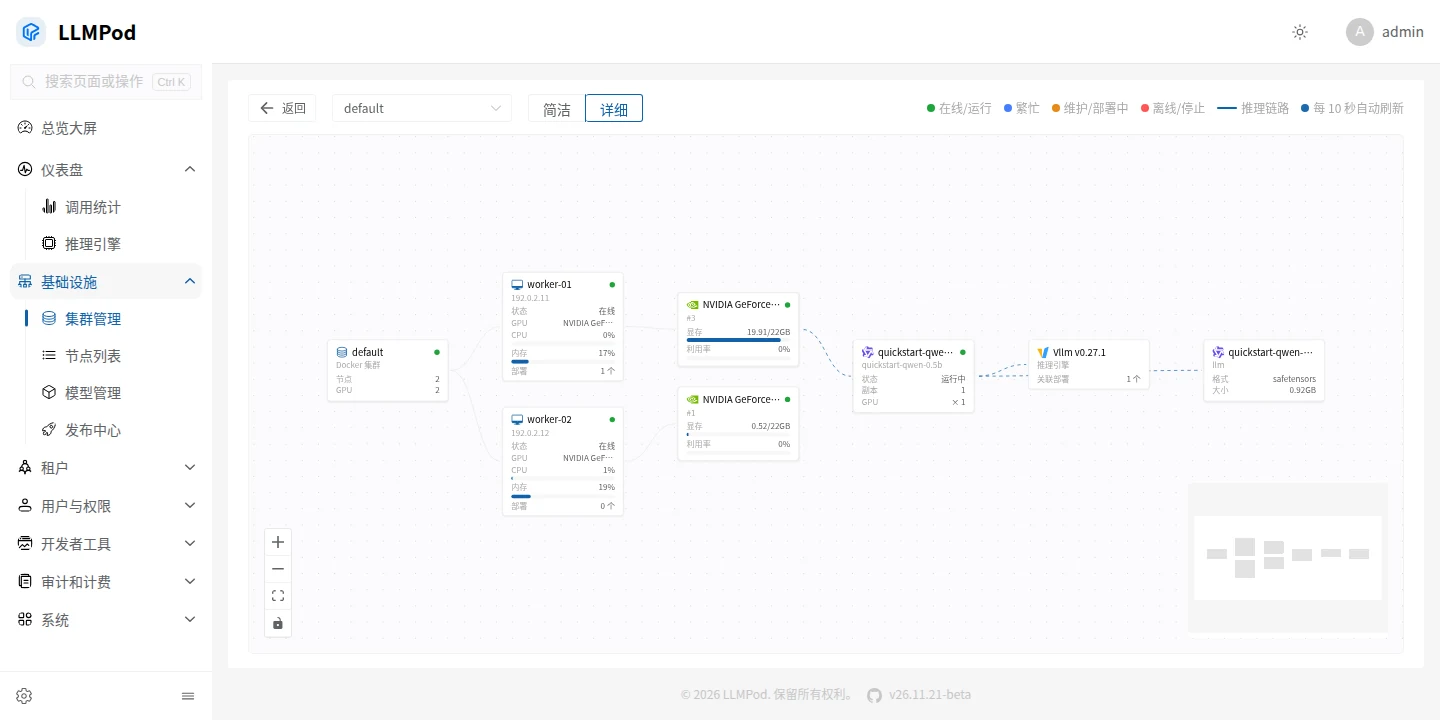 LLMPod
A
admin
搜索页面或操作 Ctrl K
总览大屏
仪表盘
调用统计
推理引擎
基础设施
集群管理
节点列表
模型管理
发布中心
租户
用户与权限
开发者工具
审计和计费
系统
返回
default
简洁
详细
在线/运行
繁忙
维护/部署中
离线/停止
推理链路
每 10 秒自动刷新
default
Docker 集群
节点 2
GPU 2
worker-01
192.0.2.11
状态 在线
GPU NVIDIA GeF···
CPU 0%
内存 17%
部署 1 个
worker-02
192.0.2.12
状态 在线
GPU NVIDIA GeF···
CPU 1%
内存 19%
部署 0 个
NVIDIA GeForce···
#3
显存 19.91/22GB
利用率 0%
NVIDIA GeForce···
#1
显存 0.52/22GB
利用率 0%
quickstart-qwe···
quickstart-qwen-0.5b
状态 运行中
副本 1
GPU × 1
Vllm v0.27.1
推理引擎
关联部署 1 个
quickstart-qwen-···
llm
格式 safetensors
大小 0.92GB
© 2026 LLMPod. 保留所有权利。 v26.11.21-beta